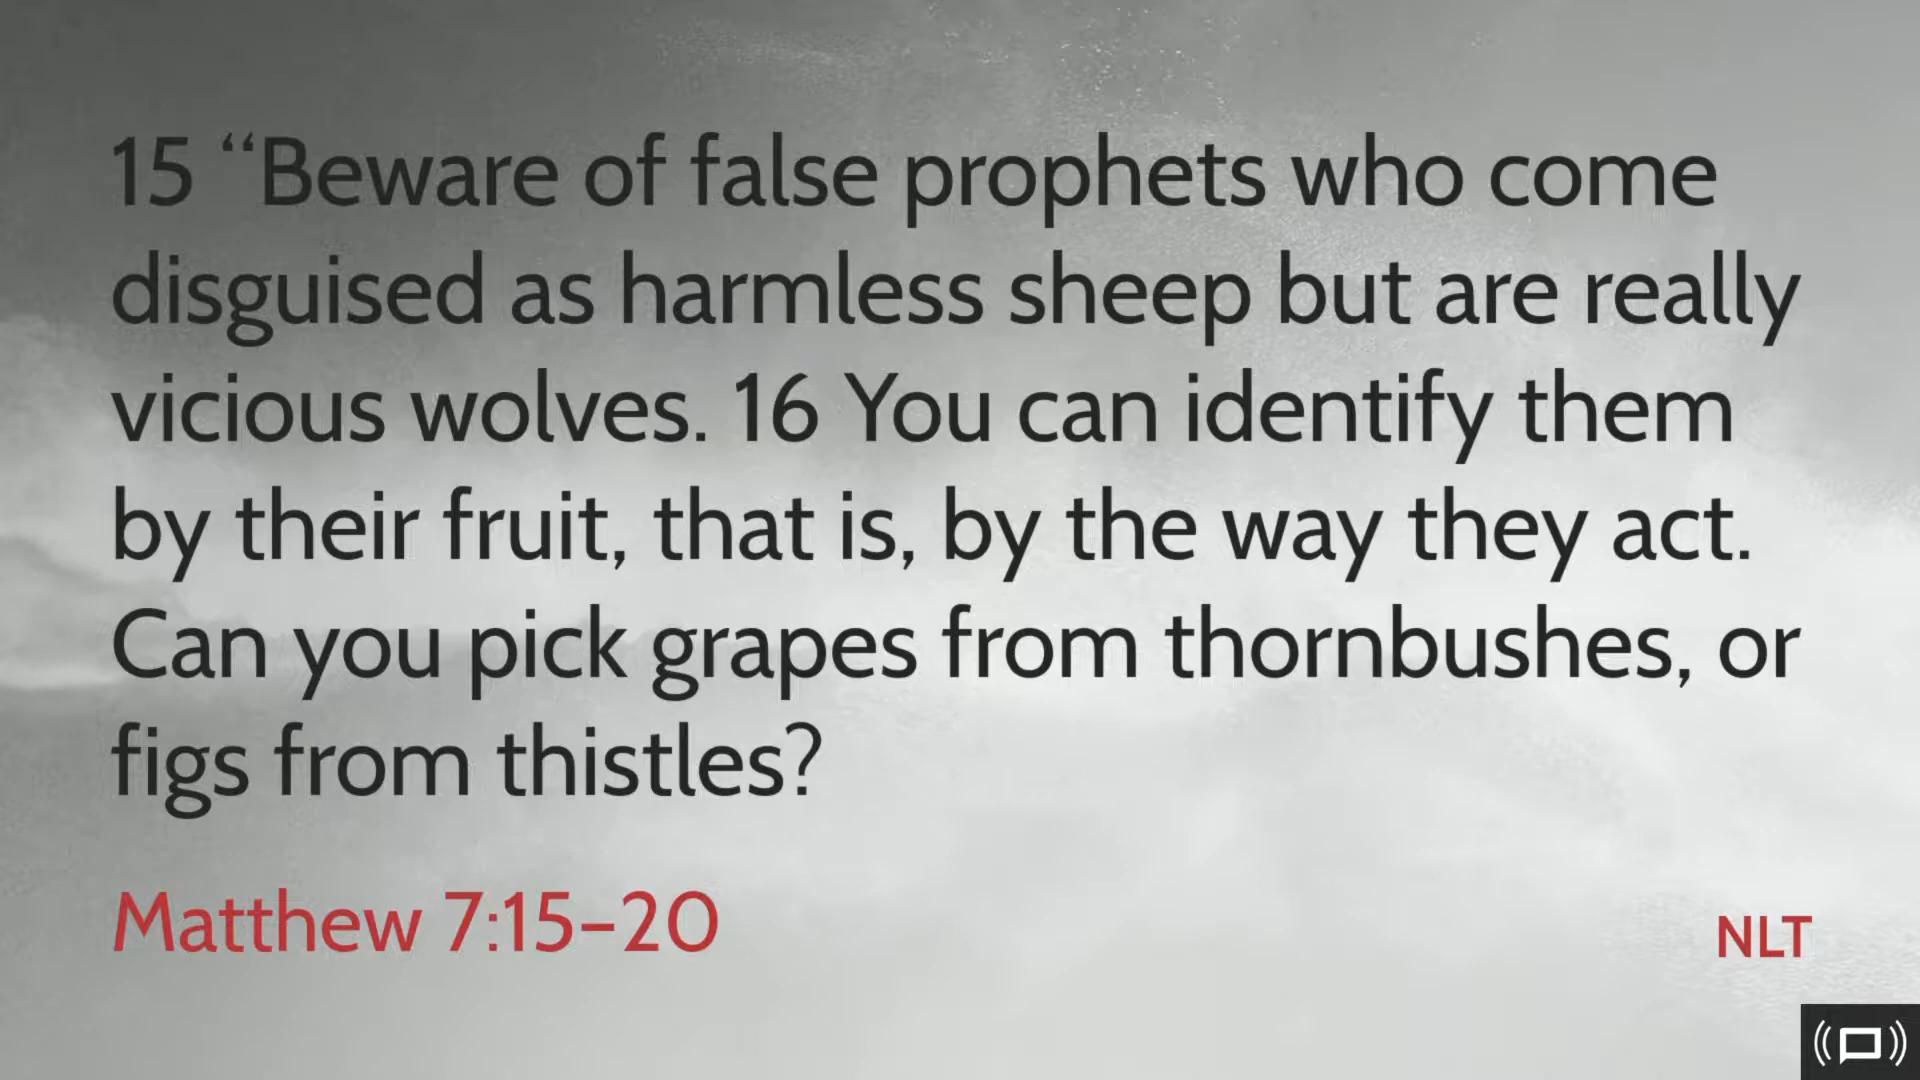 15 “Beware of false prophets who come
disguised as harmless sheep but are really
vicious wolves. 16 You can identify them
by their fruit, that is, by the way they act.
Can you pick grapes from thornbushes, or
figs from thistles?
Matthew 7:15–20
NLT